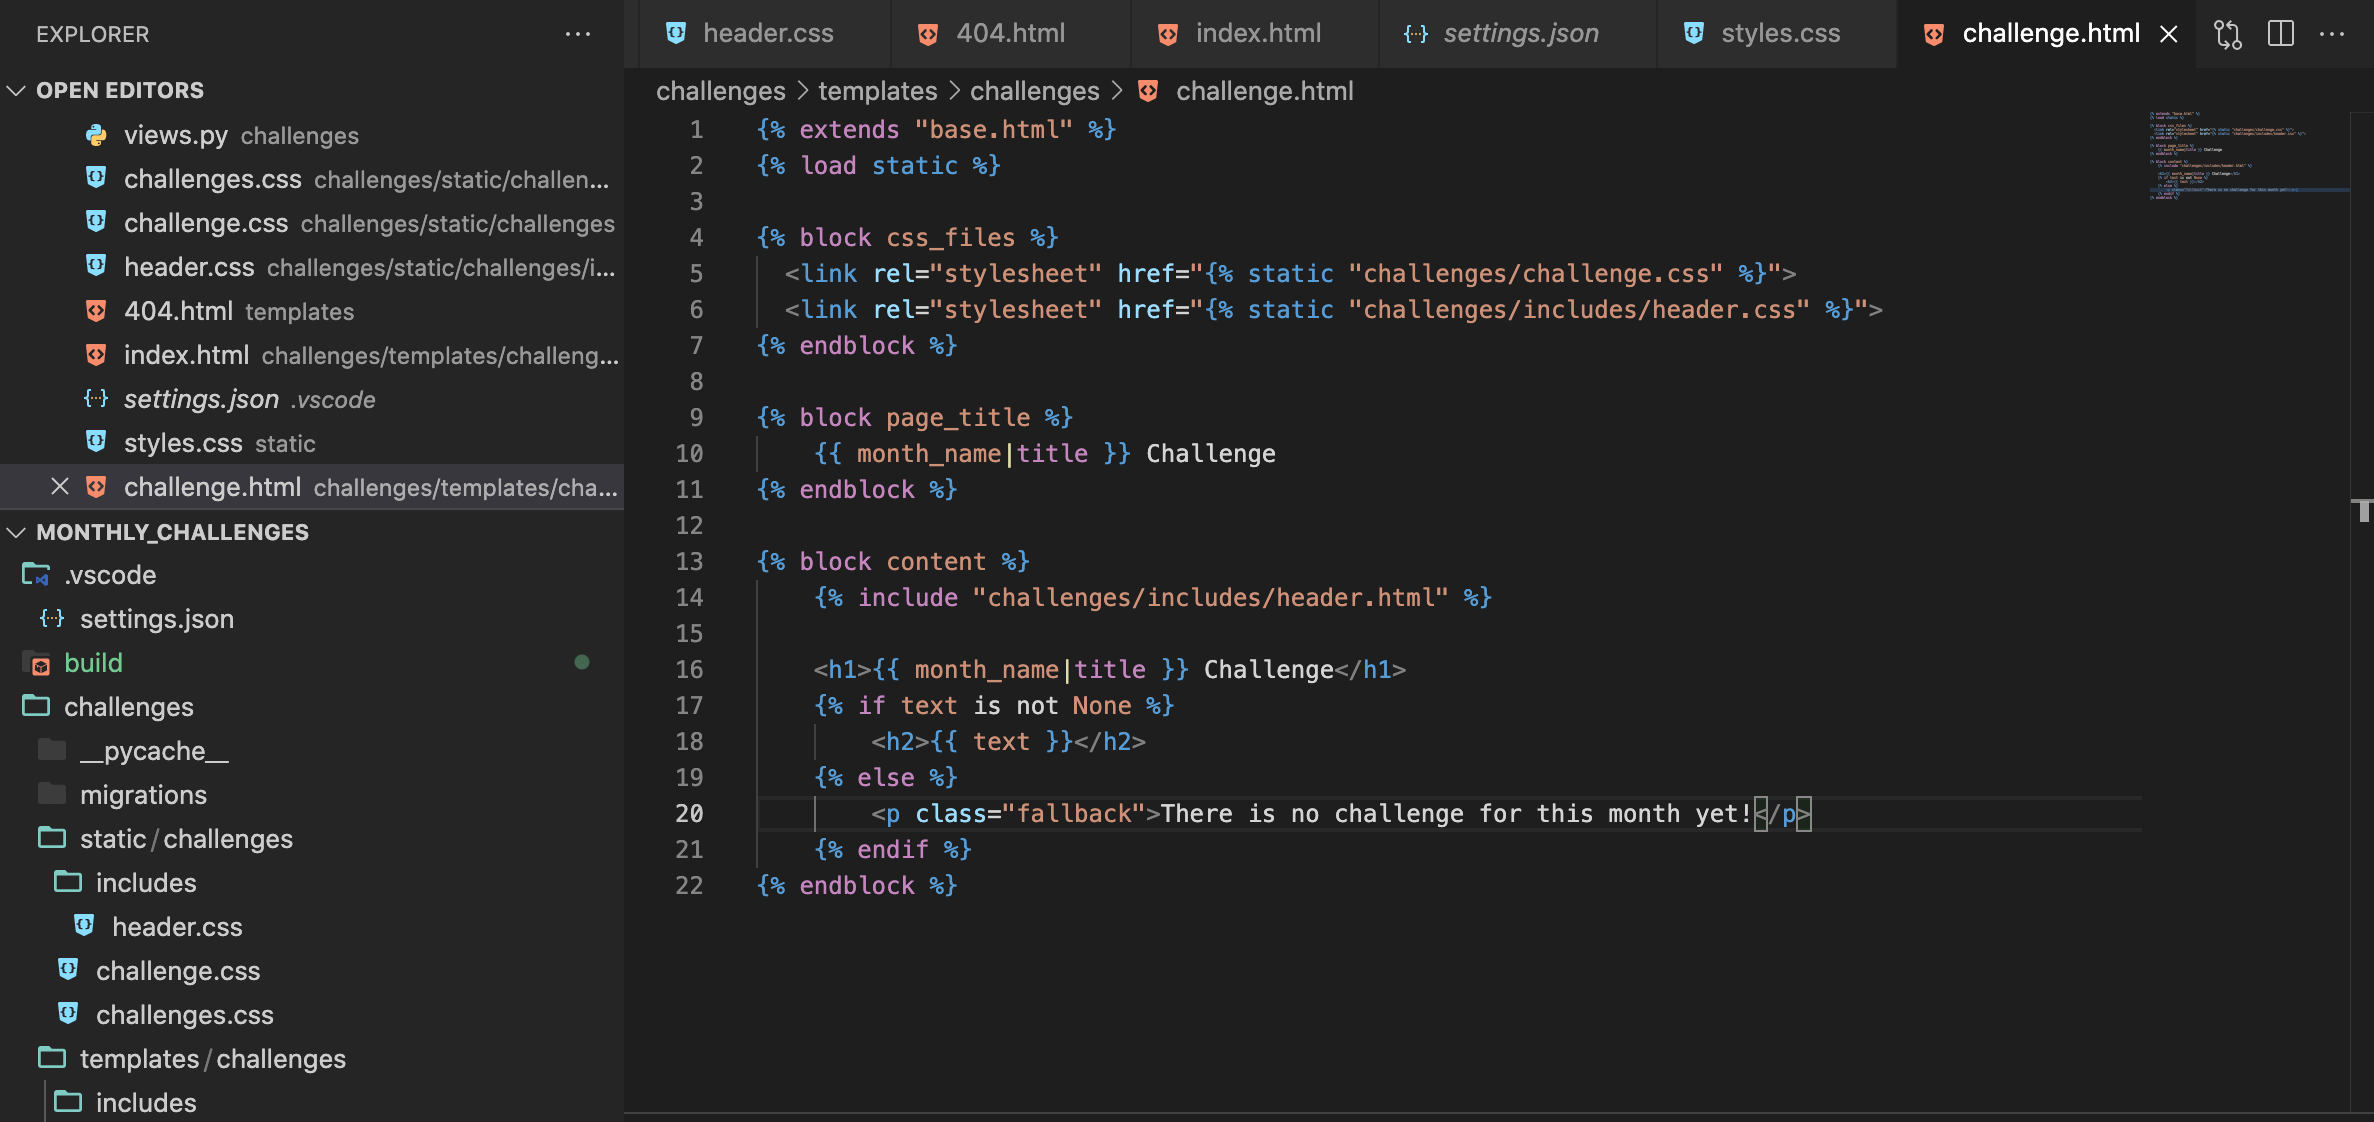 EXPLORER
OPEN EDITORS
views.py challenges
challenges.css challenges/static/challen...
challenge.css challenges/static/challenges
header.css challenges/static/challenges/i...
404.html templates
index.html challenges/templates/challeng...
settings.json .vscode
styles.css static
challenge.html challenges/templates/cha...
MONTHLY_CHALLENGES
.vscode
settings.json
build
challenges
__pycache__
migrations
static/challenges
includes
header.css
challenge.css
challenges.css
templates/challenges
includes
header.css 404.html index.html settings.json styles.css challenge.html
challenges > templates > challenges > challenge.html
1 {% extends "base.html" %}
2 {% load static %}
3
4 {% block css_files %}
5 <link rel="stylesheet" href="{% static "challenges/challenge.css" %}">
6 <link rel="stylesheet" href="{% static "challenges/includes/header.css" %}">
7 {% endblock %}
8
9 {% block page_title %}
10 {{ month_name|title }} Challenge
11 {% endblock %}
12
13 {% block content %}
14 {% include "challenges/includes/header.html" %}
15
16 <h1>{{ month_name|title }} Challenge</h1>
17 {% if text is not None %}
18 <h2>{{ text }}</h2>
19 {% else %}
20 <p class="fallback">There is no challenge for this month yet!</p>
21 {% endif %}
22 {% endblock %}